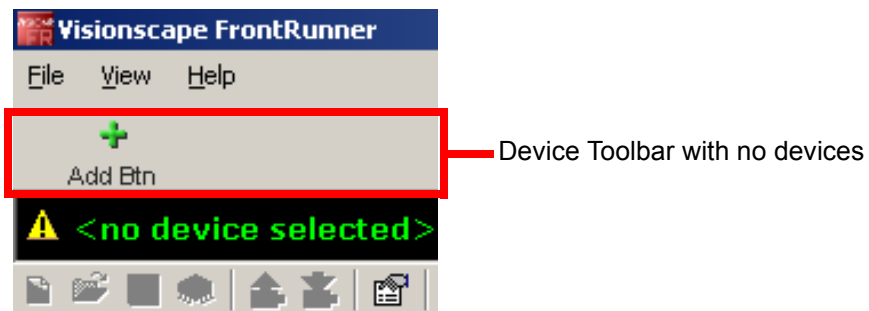 Visionscape FrontRunner
File View Help
Add Btn
Device Toolbar with no devices
<no device selected>